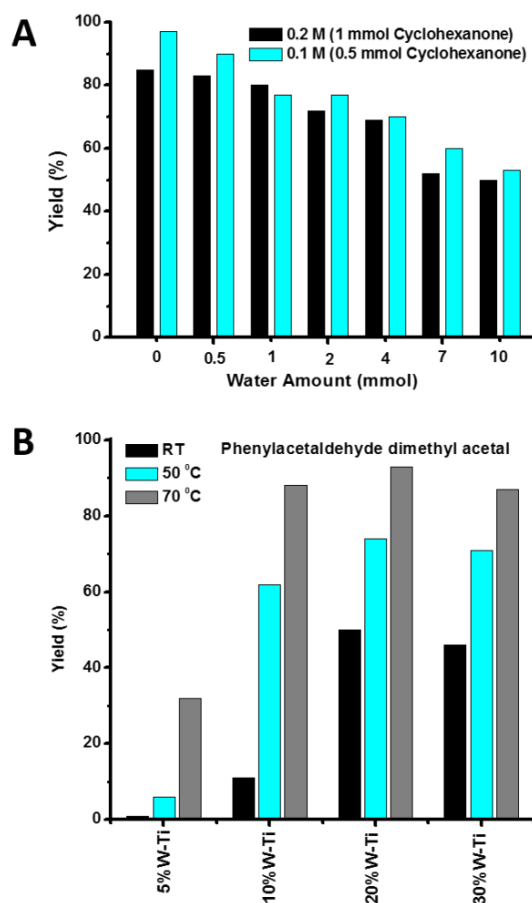 A
0.2 M (1 mmol Cyclohexanone)
0.1 M (0.5 mmol Cyclohexanone)
100
80
60
40
20
0
Yield (%)
0 0.5 1 2 4 7 10
Water Amount (mmol)
B
RT
50 ⁰C
70 ⁰C
Phenylacetaldehyde dimethyl acetal
100
80
60
40
20
0
Yield (%)
5%W-Ti
10%W-Ti
20%W-Ti
30%W-Ti